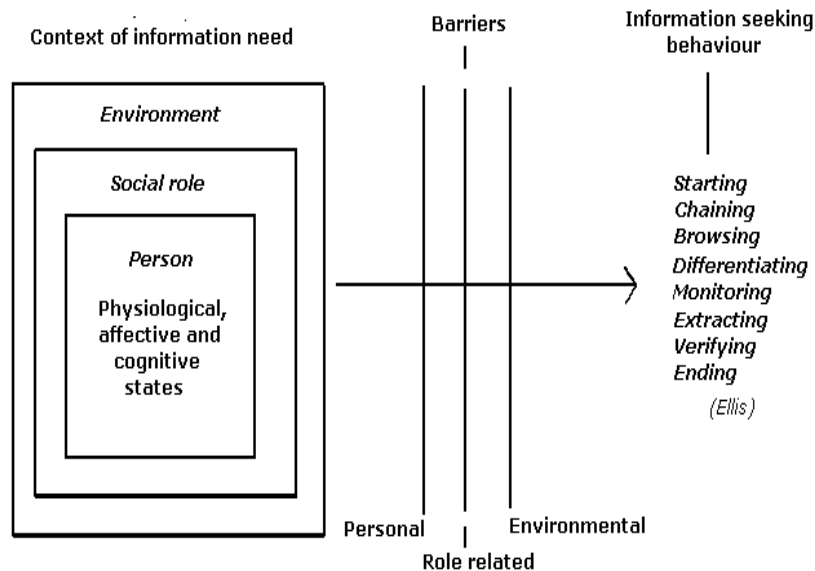 Context of information need
Environment
Social role
Person
Physiological,
affective and
cognitive
states
Barriers
Personal
Role related
Environmental
Information seeking
behaviour
Starting
Chaining
Browsing
Differentiating
Monitoring
Extracting
Verifying
Ending
(Ellis)